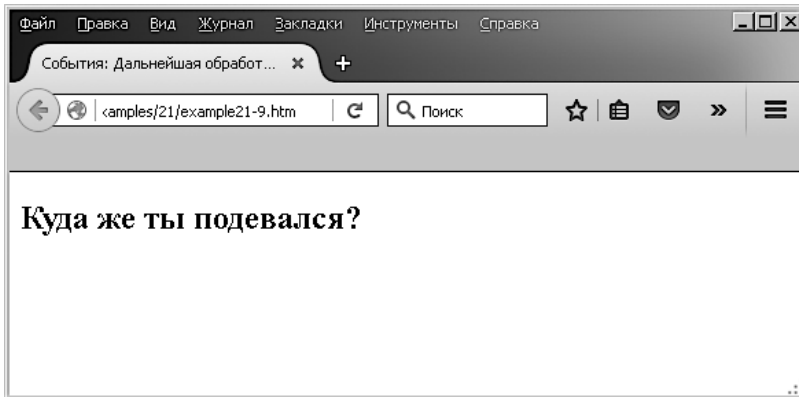 Файл Правка Вид Журнал Закладки Инструменты Справка
События: Дальнейшая обработ...
amples/21/example21-9.htm Поиск
Куда же ты подевался?